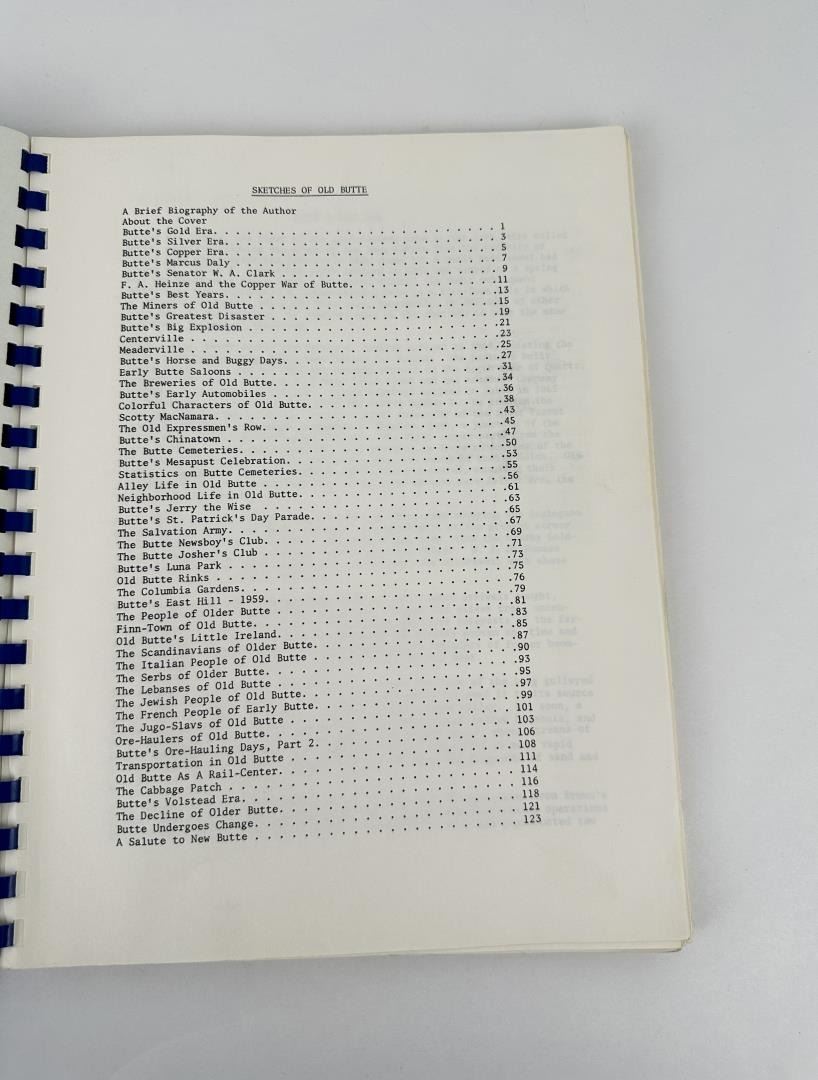 SKETCHES OF OLD BUTTE
A Brief Biography of the Author
About the Cover
Butte's Gold Era. . . . . . . . . . . . . . . . . . . . 1
Butte's Silver Era. . . . . . . . . . . . . . . . . . . . 3
Butte's Copper Era. . . . . . . . . . . . . . . . . . . . 5
Butte's Marcus Daly . . . . . . . . . . . . . . . . . . . . 7
Butte's Senator W. A. Clark . . . . . . . . . . . . . . . . 9
F. A. Heinze and the Copper War of Butte. . . . . . . . . . .11
Butte's Best Years. . . . . . . . . . . . . . . . . . . .13
The Miners of Old Butte . . . . . . . . . . . . . . . . . .15
Butte's Greatest Disaster . . . . . . . . . . . . . . . . .19
Butte's Big Explosion . . . . . . . . . . . . . . . . . .21
Centerville . . . . . . . . . . . . . . . . . . . . . .23
Meaderville . . . . . . . . . . . . . . . . . . . . . .25
Butte's Horse and Buggy Days. . . . . . . . . . . . . . . .27
Early Butte Saloons . . . . . . . . . . . . . . . . . . .31
The Breweries of Old Butte. . . . . . . . . . . . . . . . .34
Butte's Early Automobiles . . . . . . . . . . . . . . . . .36
Colorful Characters of Old Butte. . . . . . . . . . . . . .38
Scotty MacNamara. . . . . . . . . . . . . . . . . . . . .43
The Old Expressmen's Row. . . . . . . . . . . . . . . . . .45
Butte's Chinatown . . . . . . . . . . . . . . . . . . . .47
The Butte Cemeteries. . . . . . . . . . . . . . . . . . .50
Butte's Mesapust Celebration. . . . . . . . . . . . . . . .53
Statistics on Butte Cemeteries. . . . . . . . . . . . . . .55
Alley Life in Old Butte . . . . . . . . . . . . . . . . .56
Neighborhood Life in Old Butte. . . . . . . . . . . . . . .61
Butte's Jerry the Wise . . . . . . . . . . . . . . . . . .63
Butte's St. Patrick's Day Parade. . . . . . . . . . . . . .65
The Salvation Army. . . . . . . . . . . . . . . . . . . .67
The Butte Newsboy's Club. . . . . . . . . . . . . . . . . .69
The Butte Josher's Club . . . . . . . . . . . . . . . . . .71
Butte's Luna Park . . . . . . . . . . . . . . . . . . . .73
Old Butte Rinks . . . . . . . . . . . . . . . . . . . . .75
The Columbia Gardens. . . . . . . . . . . . . . . . . . .76
Butte's East Hill - 1959. . . . . . . . . . . . . . . . . .79
The People of Older Butte . . . . . . . . . . . . . . . . .81
Finn-Town of Old Butte. . . . . . . . . . . . . . . . . .83
Old Butte's Little Ireland. . . . . . . . . . . . . . . . .85
The Scandinavians of Older Butte. . . . . . . . . . . . . .87
The Italian People of Old Butte . . . . . . . . . . . . . .90
The Serbs of Older Butte. . . . . . . . . . . . . . . . . .93
The Lebanses of Old Butte . . . . . . . . . . . . . . . . .95
The Jewish People of Old Butte. . . . . . . . . . . . . . .97
The French People of Early Butte. . . . . . . . . . . . . .99
The Jugo-Slavs of Old Butte . . . . . . . . . . . . . . . 101
Ore-Haulers of Old Butte. . . . . . . . . . . . . . . . . 103
Butte's Ore-Hauling Days, Part 2. . . . . . . . . . . . . . 106
Transportation in Old Butte . . . . . . . . . . . . . . . 108
Old Butte As A Rail-Center. . . . . . . . . . . . . . . . 111
The Cabbage Patch . . . . . . . . . . . . . . . . . . . 114
Butte's Volstead Era. . . . . . . . . . . . . . . . . . . 116
The Decline of Older Butte. . . . . . . . . . . . . . . . 118
Butte Undergoes Change. . . . . . . . . . . . . . . . . . 121
A Salute to New Butte . . . . . . . . . . . . . . . . . . 123